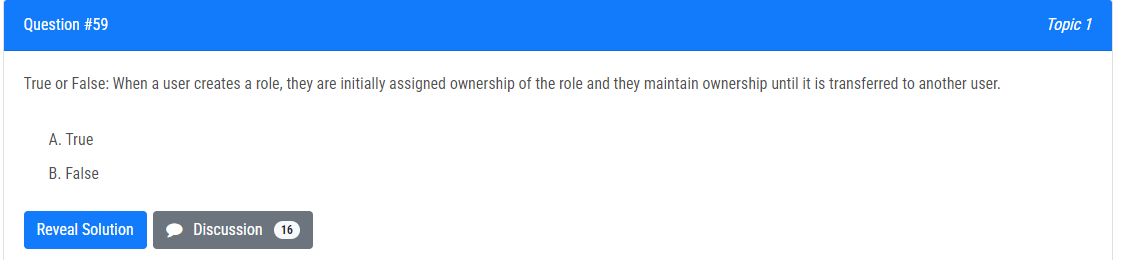 Question #59
Topic 1
True or False: When a user creates a role, they are initially assigned ownership of the role and they maintain ownership until it is transferred to another user.
A. True
B. False
Reveal Solution
Discussion 16